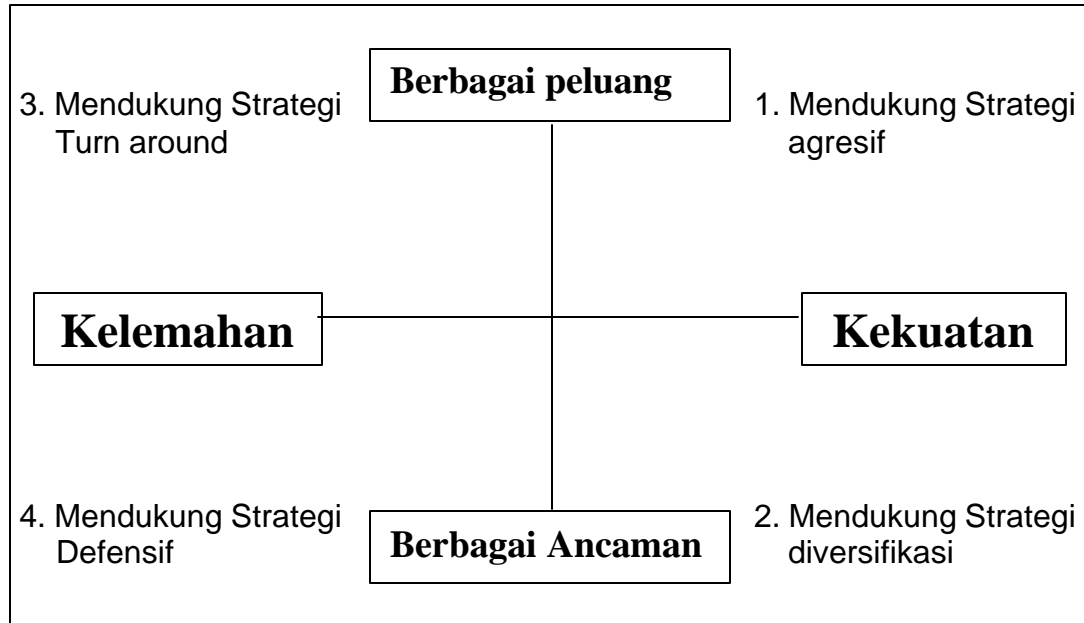 Berbagai peluang
3. Mendukung Strategi
Turn around
1. Mendukung Strategi
agresif
Kelemahan
Kekuatan
4. Mendukung Strategi
Defensif
Berbagai Ancaman
2. Mendukung Strategi
diversifikasi